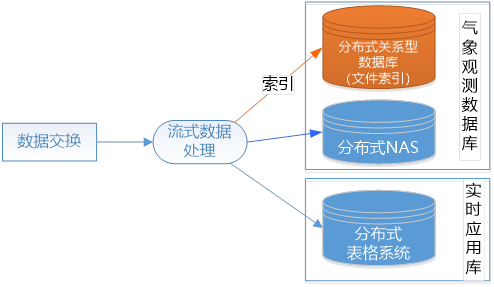 数据交换
流式数据
处理
索引
分布式关系型
数据库
（文件索引）
分布式NAS
气象观测数据库
分布式
表格系统
实时应用库